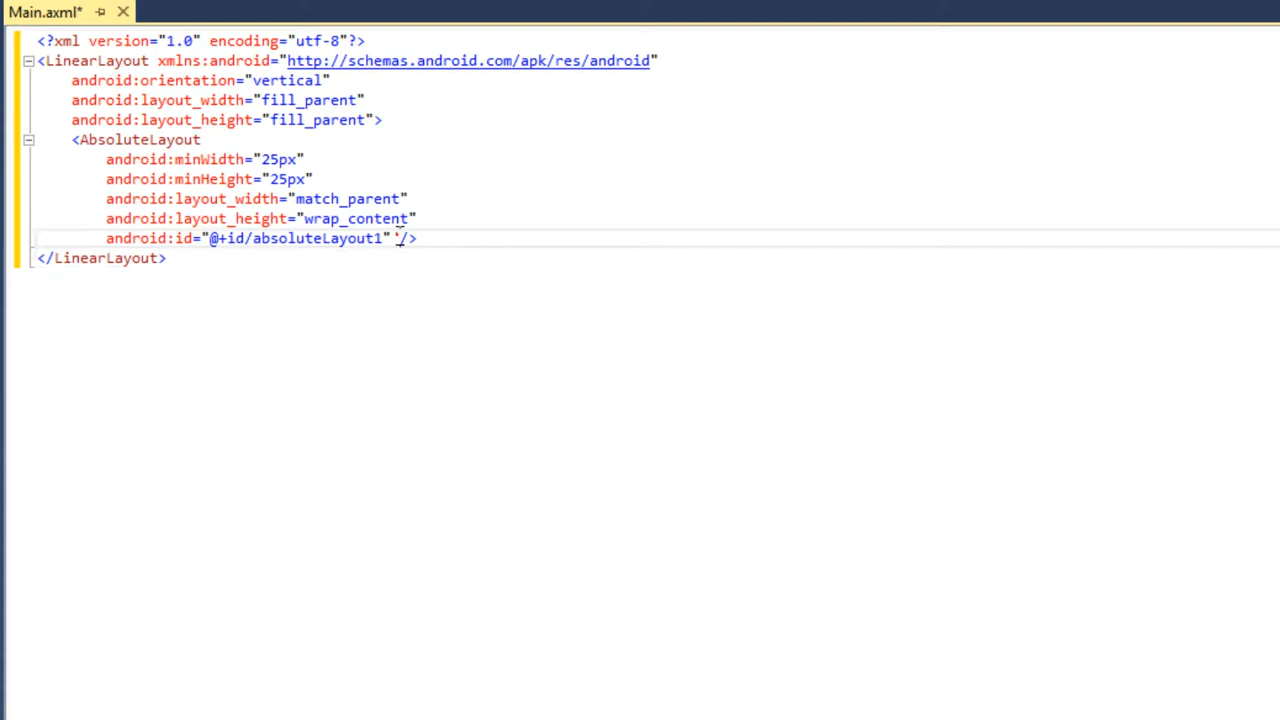 Main.axml*
<?xml version="1.0" encoding="utf-8"?>
<LinearLayout xmlns:android="http://schemas.android.com/apk/res/android"
android:orientation="vertical"
android:layout_width="fill_parent"
android:layout_height="fill_parent">
<AbsoluteLayout
android:minWidth="25px"
android:minHeight="25px"
android:layout_width="match_parent"
android:layout_height="wrap_content"
android:id="@+id/absoluteLayout1" />
</LinearLayout>